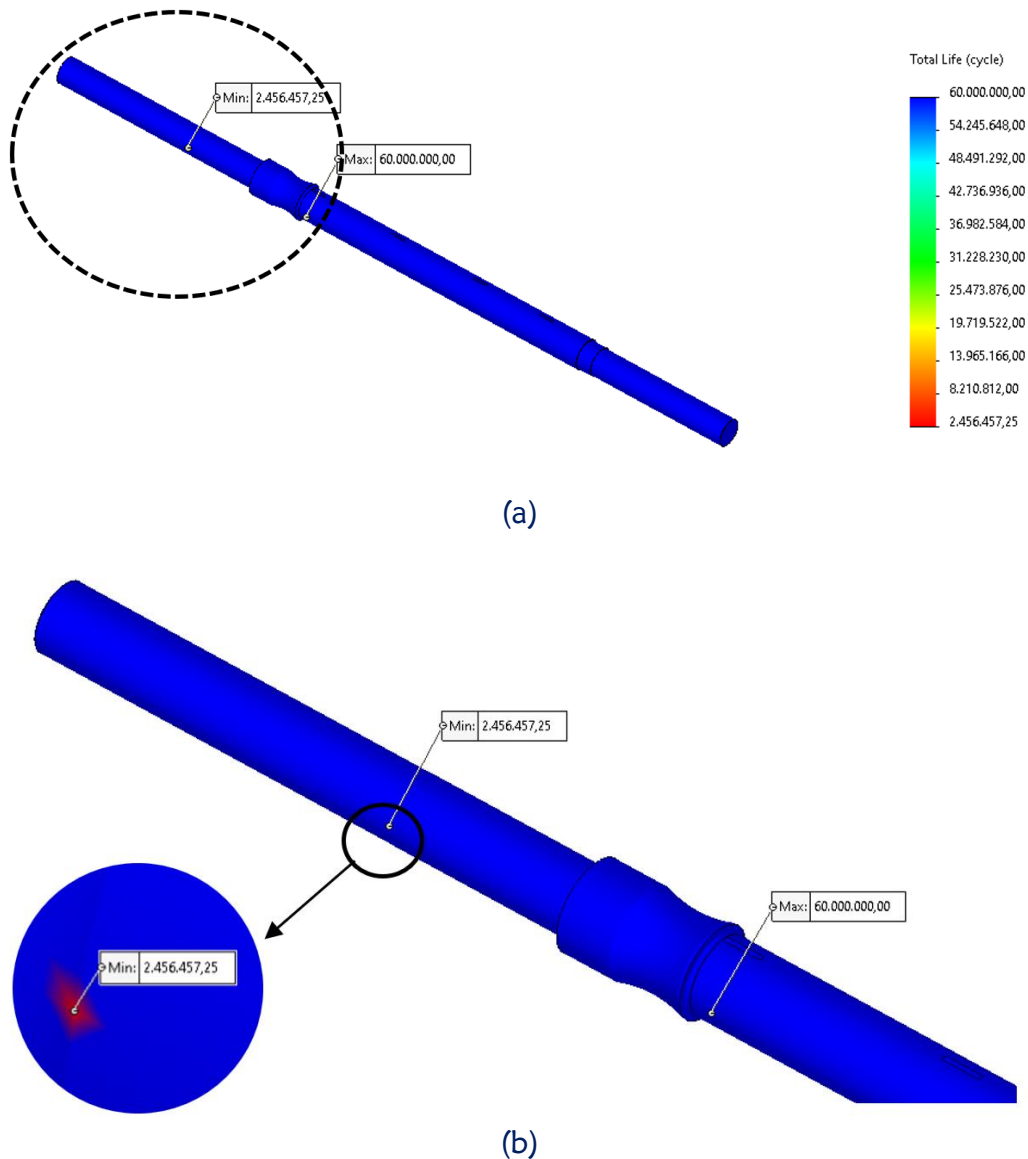 Total Life (cycle)
60.000.000,00
54.245.648,00
48.491.292,00
42.736.936,00
36.982.584,00
31.228.230,00
25.473.876,00
19.719.522,00
13.965.166,00
8.210.812,00
2.456.457,25
Min: 2.456.457,25
Max: 60.000.000,00
(a)
Min: 2.456.457,25
Max: 60.000.000,00
Min: 2.456.457,25
(b)